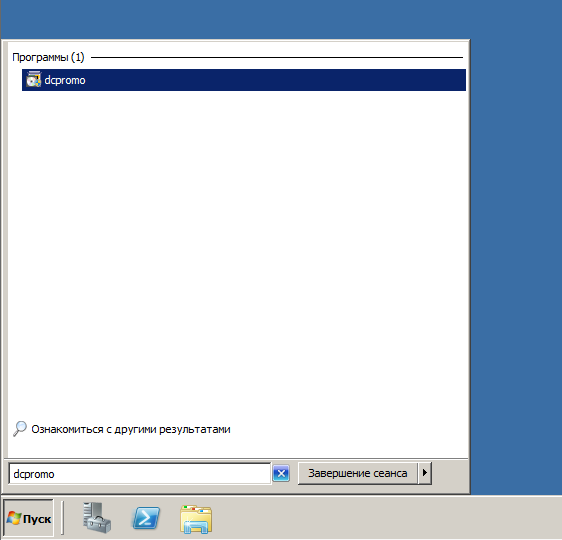 Программы (1)
dcpromo
Ознакомиться с другими результатами
dcpromo
Завершение сеанса
Пуск